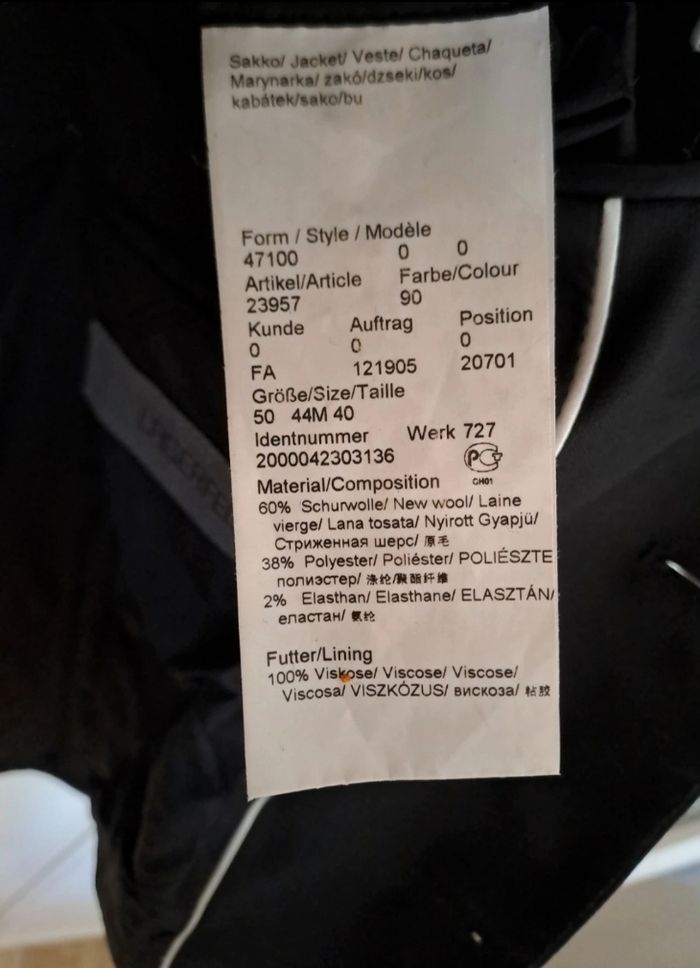 Sakko/ Jacket/ Veste/ Chaqueta/
Marynarka/ zakó/dzseki/kos/
kabátek/sako/bu
Form / Style / Modèle
47100 0 0
Artikel/Article Farbe/Colour
23957 90
Kunde Auftrag Position
0 0 0
FA 121905 20701
Größe/Size/Taille
50 44M 40
Identnummer Werk 727
2000042303136
РСТ
CH01
Material/Composition
60% Schurwolle/ New wool/ Laine
vierge/ Lana tosata/ Nyirott Gyapjü/
Стриженная шерс/ 原毛
38% Polyester/ Poliéster/ POLIÉSZTE
полиэстер/ 涤纶/聚酯纤维
2% Elasthan/ Elasthane/ ELASZTÁN/
еластан/ 氨纶
Futter/Lining
100% Viskose/ Viscose/ Viscose/
Viscosa/ VISZKÓZUS/ вискоза/ 粘胶